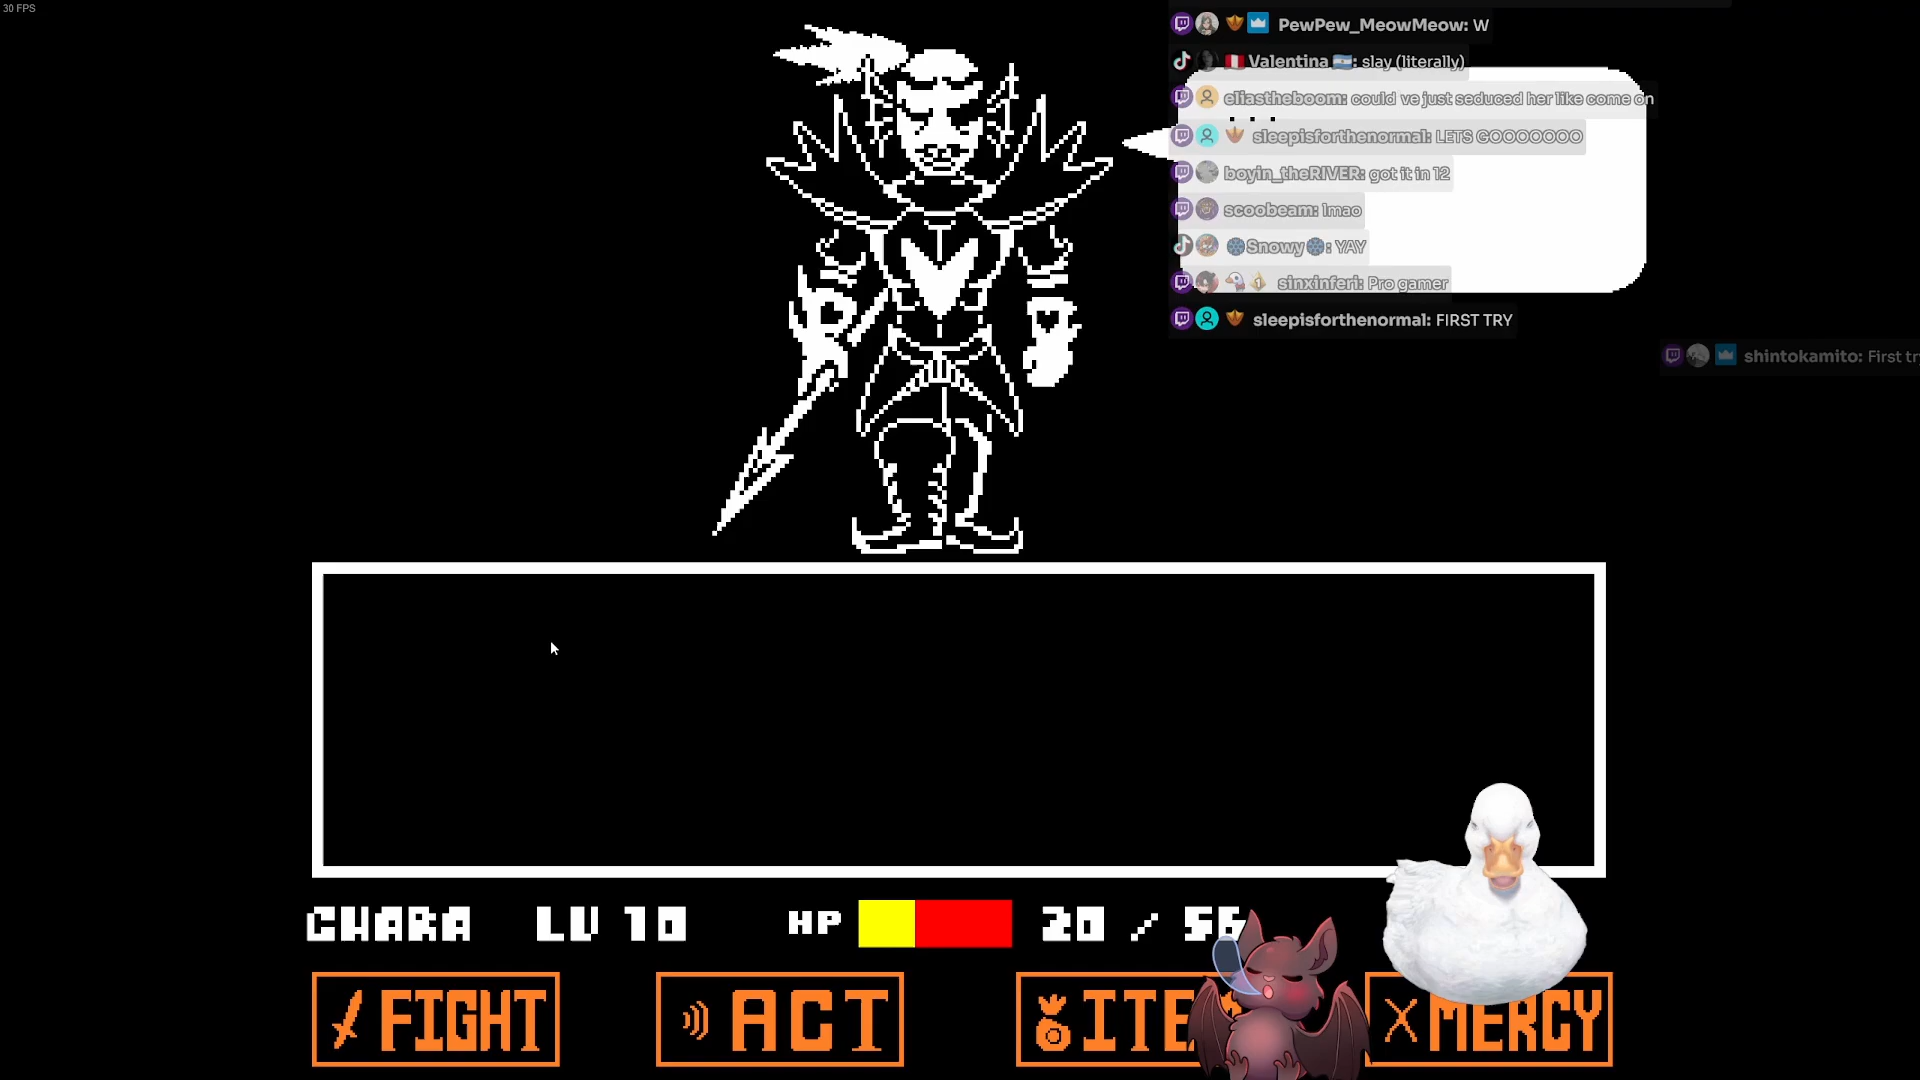 30 FPS
PewPew_MeowMeow: W
Valentina : slay (literally)
eliastheboom: could ve just seduced her like come on
. . .
sleepisforthenormal: LETS GOOOOOOO
boyin_theRIVER: got it in 12
scoobeam: lmao
Snowy: YAY
sinxinferi: Pro gamer
sleepisforthenormal: FIRST TRY
shintokamito: First tr
CHARA LV 10 HP 20 / 56
FIGHT ACT ITE MERCY